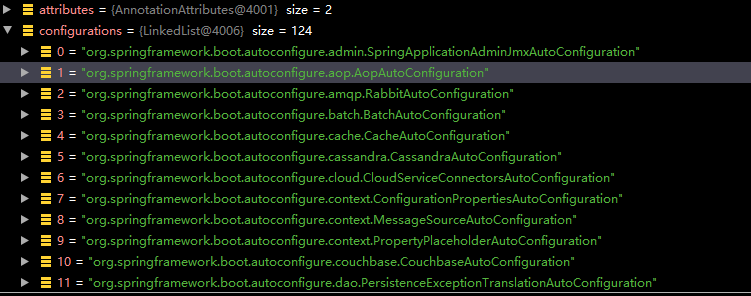 attributes = {AnnotationAttributes@4001} size = 2
configurations = {LinkedList@4006} size = 124
0 = "org.springframework.boot.autoconfigure.admin.SpringApplicationAdminJmxAutoConfiguration"
1 = "org.springframework.boot.autoconfigure.aop.AopAutoConfiguration"
2 = "org.springframework.boot.autoconfigure.amqp.RabbitAutoConfiguration"
3 = "org.springframework.boot.autoconfigure.batch.BatchAutoConfiguration"
4 = "org.springframework.boot.autoconfigure.cache.CacheAutoConfiguration"
5 = "org.springframework.boot.autoconfigure.cassandra.CassandraAutoConfiguration"
6 = "org.springframework.boot.autoconfigure.cloud.CloudServiceConnectorsAutoConfiguration"
7 = "org.springframework.boot.autoconfigure.context.ConfigurationPropertiesAutoConfiguration"
8 = "org.springframework.boot.autoconfigure.context.MessageSourceAutoConfiguration"
9 = "org.springframework.boot.autoconfigure.context.PropertyPlaceholderAutoConfiguration"
10 = "org.springframework.boot.autoconfigure.couchbase.CouchbaseAutoConfiguration"
11 = "org.springframework.boot.autoconfigure.dao.PersistenceExceptionTranslationAutoConfiguration"